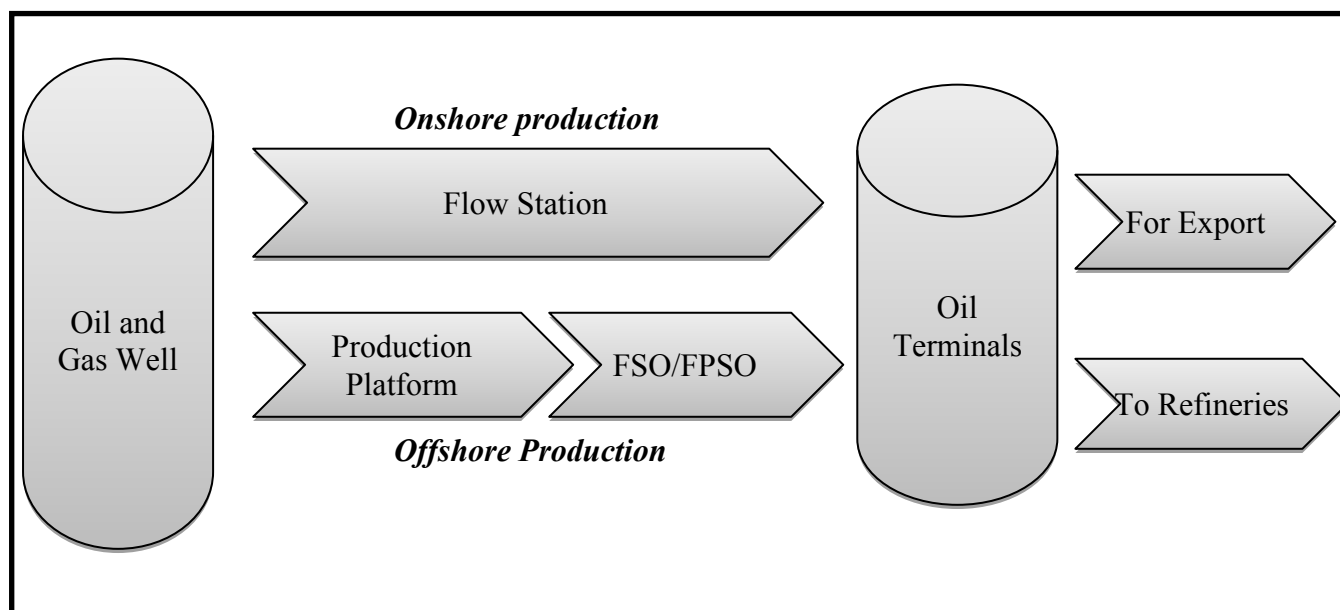 Onshore production
Flow Station
For Export
Oil and
Gas Well
Oil
Terminals
Production
Platform
FSO/FPSO
To Refineries
Offshore Production